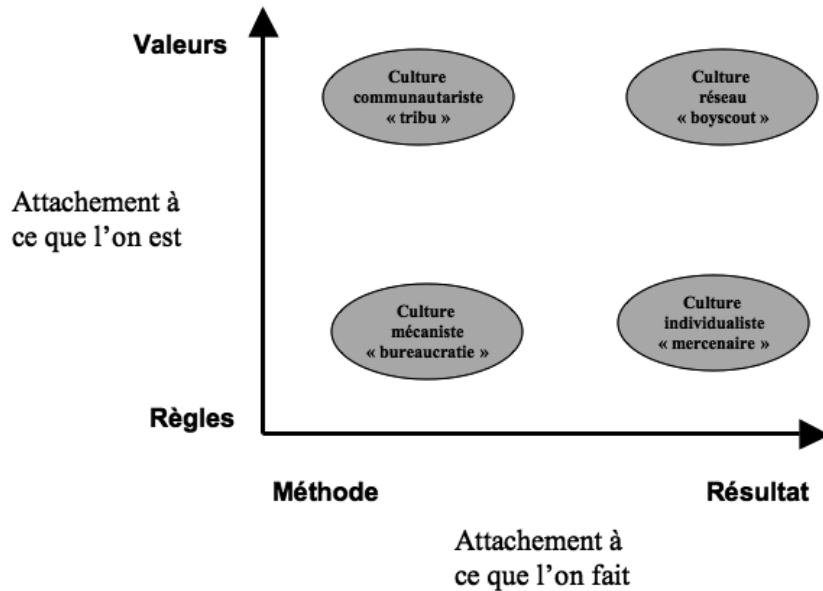 Valeurs
Culture
communautariste
« tribu »
Culture
réseau
« boyscout »
Attachement à
ce que l'on est
Culture
mécaniste
« bureaucratie »
Culture
individualiste
« mercenaire »
Règles
Méthode
Résultat
Attachement à
ce que l'on fait